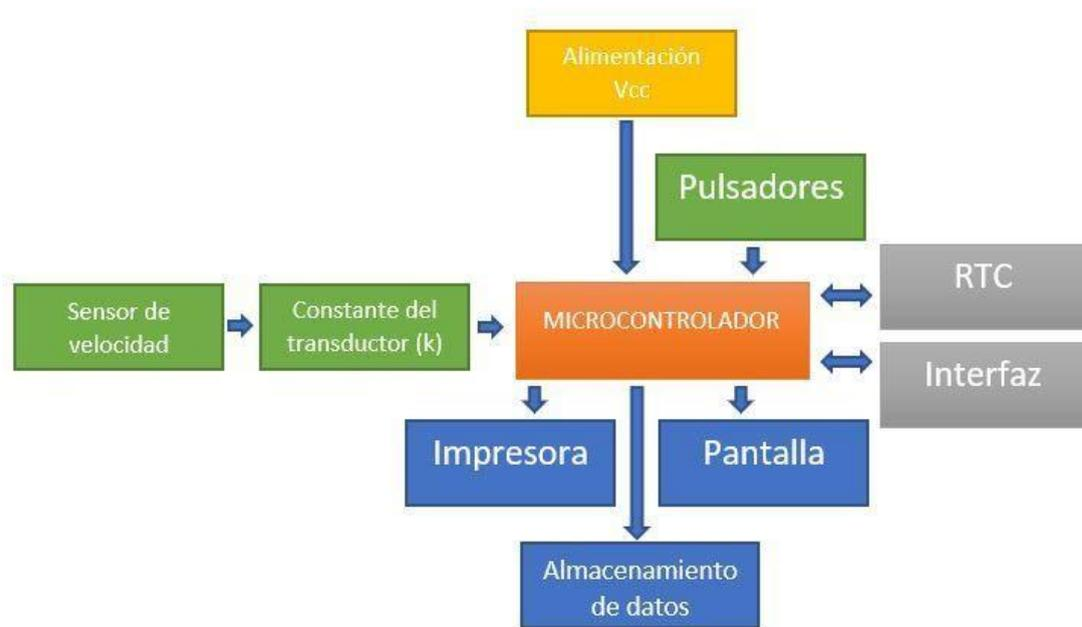 Alimentación
Vcc
Pulsadores
RTC
Sensor de
velocidad
Constante del
transductor (k)
MICROCONTROLADOR
Interfaz
Impresora
Pantalla
Almacenamiento
de datos